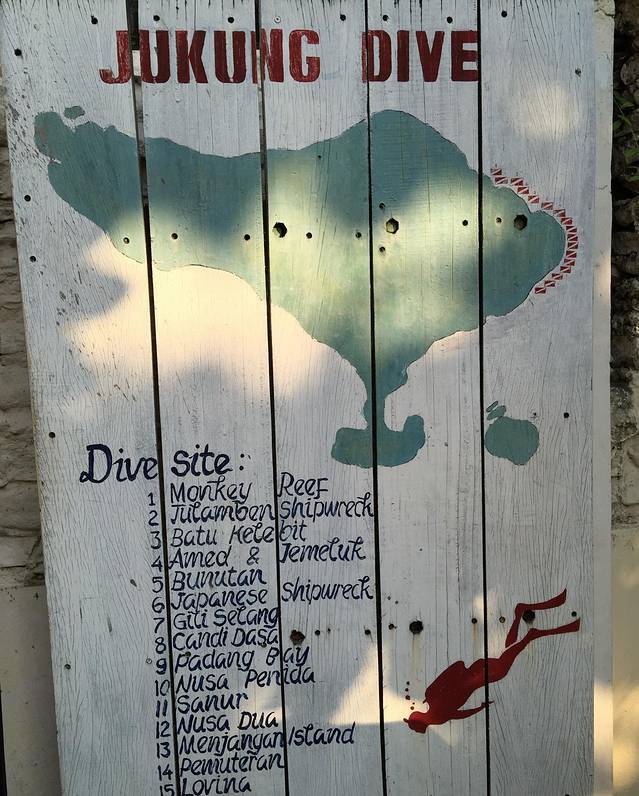 JUKUNG DIVE
Dive site:
1 Monkey Reef
2 Tulamben Shipwreck
3 Batu Kelebit
4 Amed & Jemeluk
5 Bunutan
6 Japanese Shipwreck
7 Gili Selang
8 Candi Dasa
9 Padang Bay
10 Nusa Penida
11 Sanur
12 Nusa Dua
13 Menjangan Island
14 Pemuteran
15 Lovina